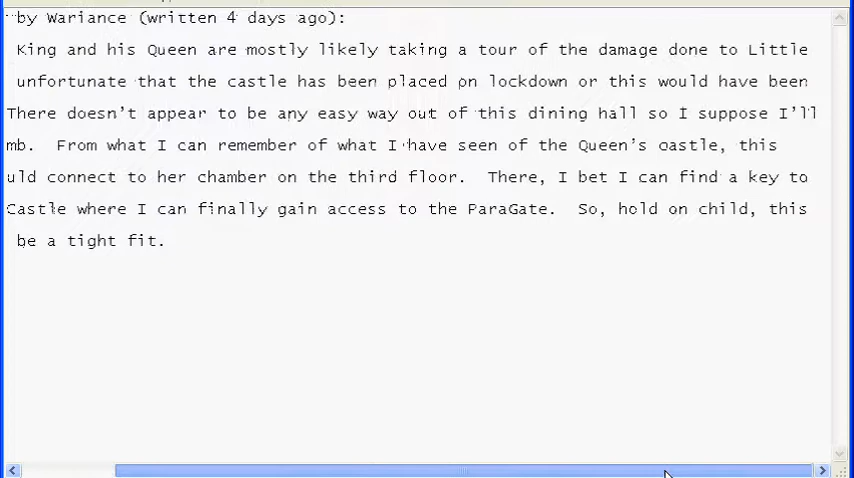 by Wariance (written 4 days ago):
King and his Queen are mostly likely taking a tour of the damage done to Little
unfortunate that the castle has been placed on lockdown or this would have been
There doesn't appear to be any easy way out of this dining hall so I suppose I'll
mb.  From what I can remember of what I have seen of the Queen's castle, this
uld connect to her chamber on the third floor.  There, I bet I can find a key to
Castle where I can finally gain access to the ParaGate.  So, hold on child, this
be a tight fit.